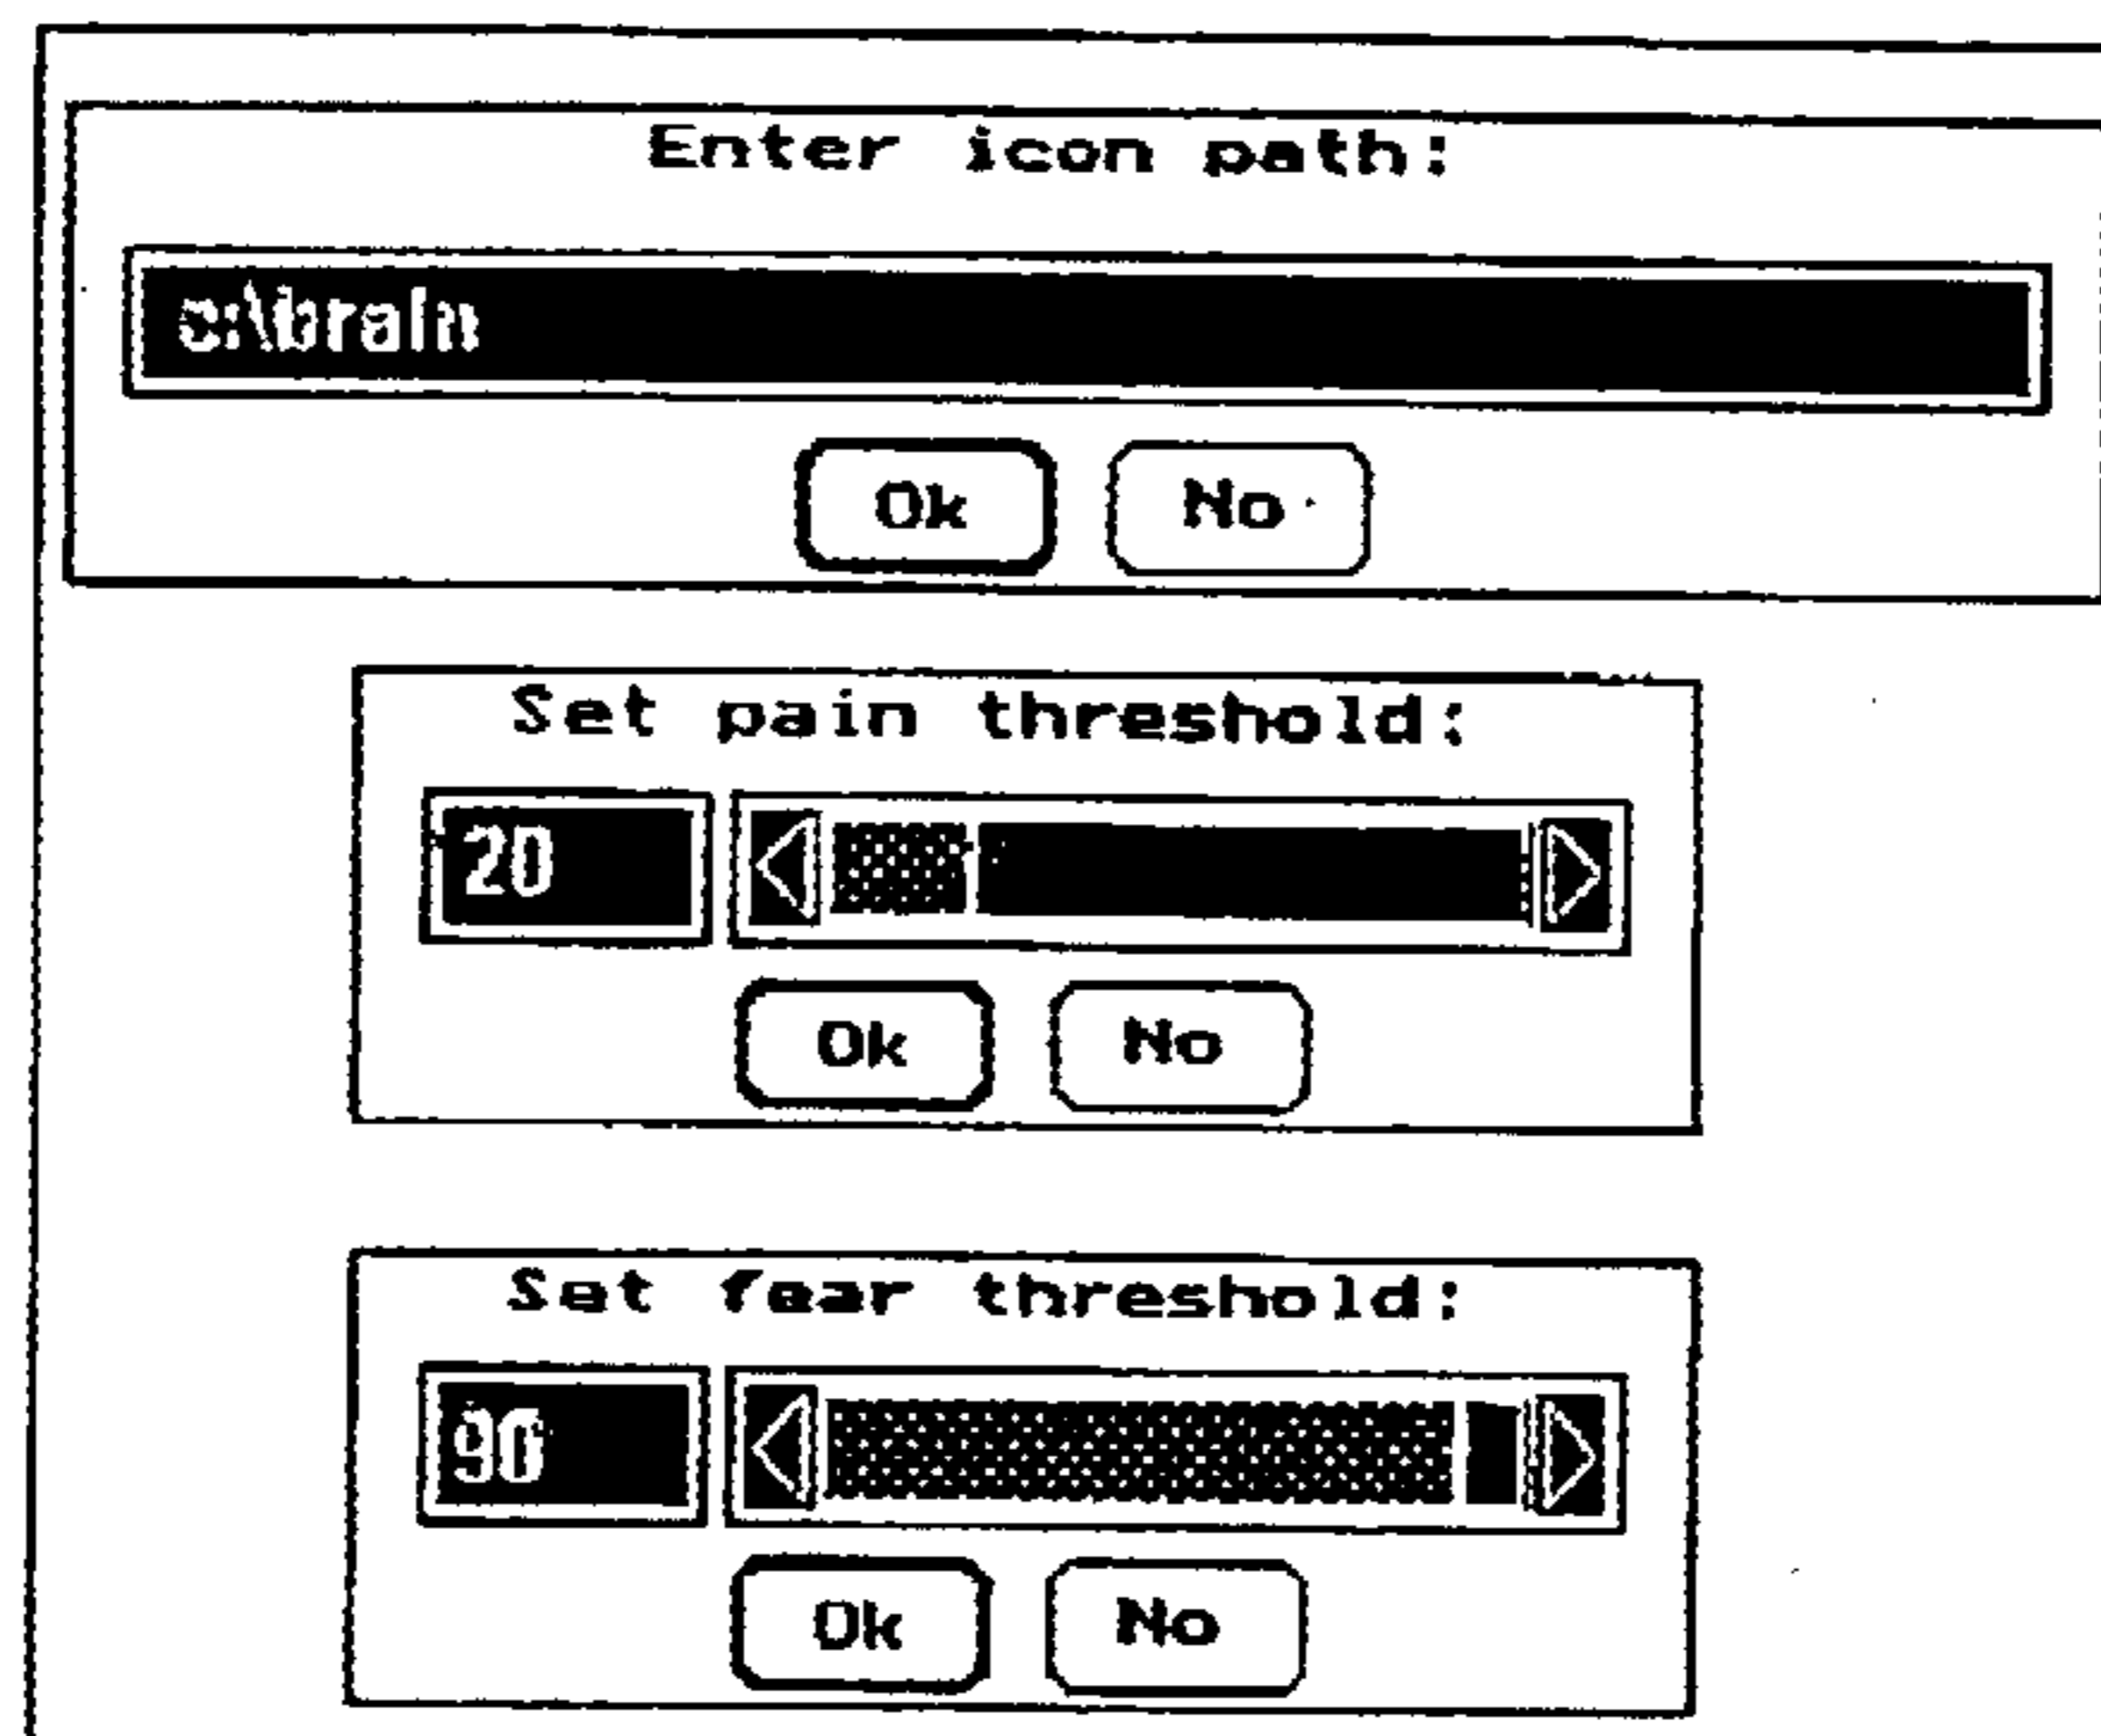 Enter icon path:
c:\brain
Ok No
Set pain threshold:
20
Ok No
Set fear threshold:
90
Ok No